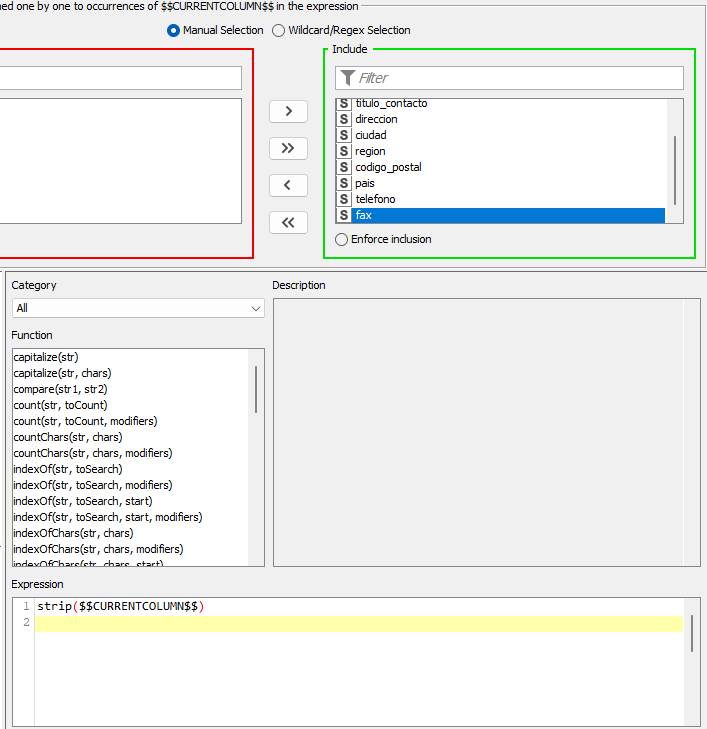 ned one by one to occurrences of $$CURRENTCOLUMN$$ in the expression
Manual Selection
Wildcard/Regex Selection
Include
Filter
S titulo_contacto
S direccion
S ciudad
S region
S codigo_postal
S pais
S telefono
S fax
Enforce inclusion
>
>>
<
<<
Category
All
Function
capitalize(str)
capitalize(str, chars)
compare(str1, str2)
count(str, toCount)
count(str, toCount, modifiers)
countChars(str, chars)
countChars(str, chars, modifiers)
indexOf(str, toSearch)
indexOf(str, toSearch, modifiers)
indexOf(str, toSearch, start)
indexOf(str, toSearch, start, modifiers)
indexOfChars(str, chars)
indexOfChars(str, chars, modifiers)
indexOfChars(str, chars, start)
Description
Expression
1 strip($$CURRENTCOLUMN$$)
2